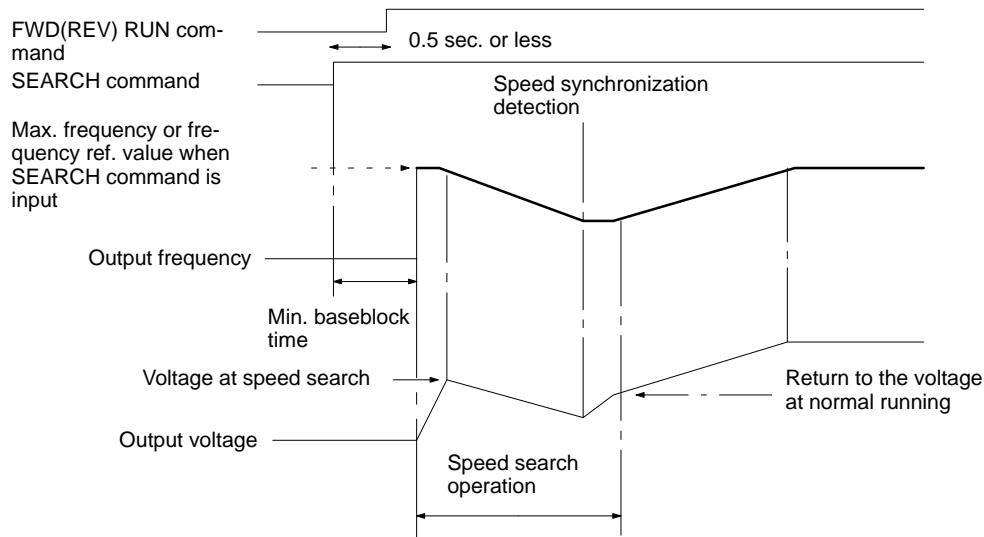 FWD(REV) RUN com-
mand
0.5 sec. or less
SEARCH command
Speed synchronization
detection
Max. frequency or fre-
quency ref. value when
SEARCH command is
input
Output frequency
Min. baseblock
time
Voltage at speed search
Return to the voltage
at normal running
Output voltage
Speed search
operation